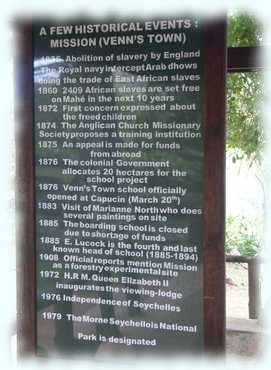 A FEW HISTORICAL EVENTS :
MISSION (VENN'S TOWN)
1835 Abolition of slavery by England
The Royal navy intercept Arab dhows
doing the trade of East African slaves
1860 2409 African slaves are set free
on Mahé in the next 10 years
1872 First concern expressed about
the freed children
1874 The Anglican Church Missionary
Society proposes a training institution
1875 An appeal is made for funds
from abroad
1876 The colonial Government
allocates 20 hectares for the
school project
1876 Venn's Town school officially
opened at Capucin (March 20th)
1883 Visit of Marianne North who does
several paintings on site
1885 The boarding school is closed
due to shortage of funds
1885 E. Lucock is the fourth and last
known head of school (1885-1894)
1908 Official reports mention Mission
as a forestry experimental site
1972 H.P.M. Queen Elizabeth II
inaugurates the viewing-lodge
1976 Independence of Seychelles
1979 The Morne Seychellois National
Park is designated